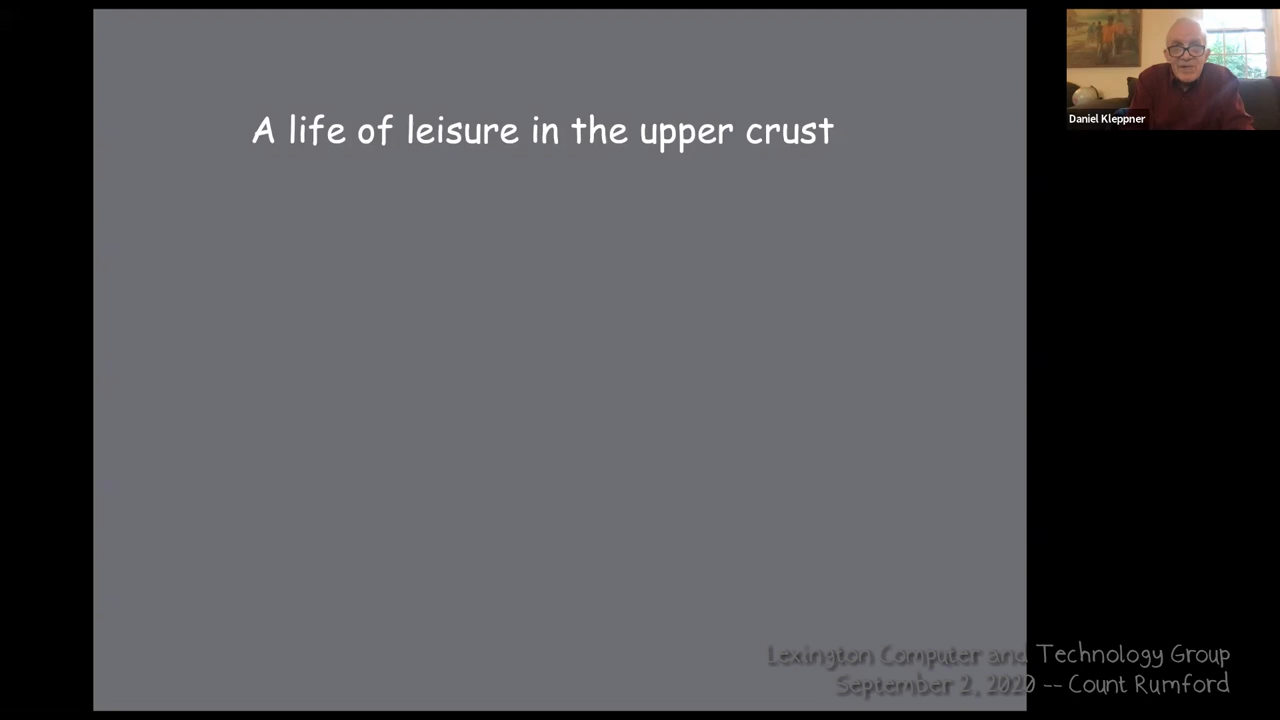 A life of leisure in the upper crust
Daniel Kleppner
Lexington Computer and Technology Group
September 2, 2020 -- Count Rumford